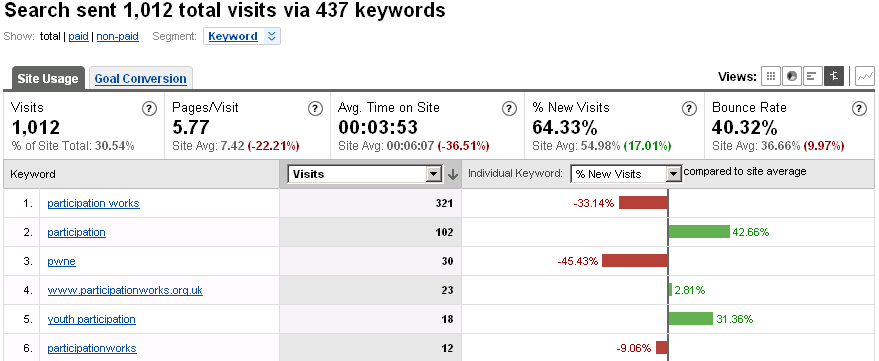 Search sent 1,012 total visits via 437 keywords
Show: total | paid | non-paid Segment: Keyword
Site Usage Goal Conversion Views:
Visits ? Pages/Visit ? Avg. Time on Site ? % New Visits ? Bounce Rate ?
1,012 5.77 00:03:53 64.33% 40.32%
% of Site Total: 30.54% Site Avg: 7.42 (-22.21%) Site Avg: 00:06:07 (-36.51%) Site Avg: 54.98% (17.01%) Site Avg: 36.66% (9.97%)
Keyword Visits Individual Keyword: % New Visits compared to site average
1. participation works 321 -33.14%
2. participation 102 42.66%
3. pwne 30 -45.43%
4. www.participationworks.org.uk 23 2.81%
5. youth participation 18 31.36%
6. participationworks 12 -9.06%